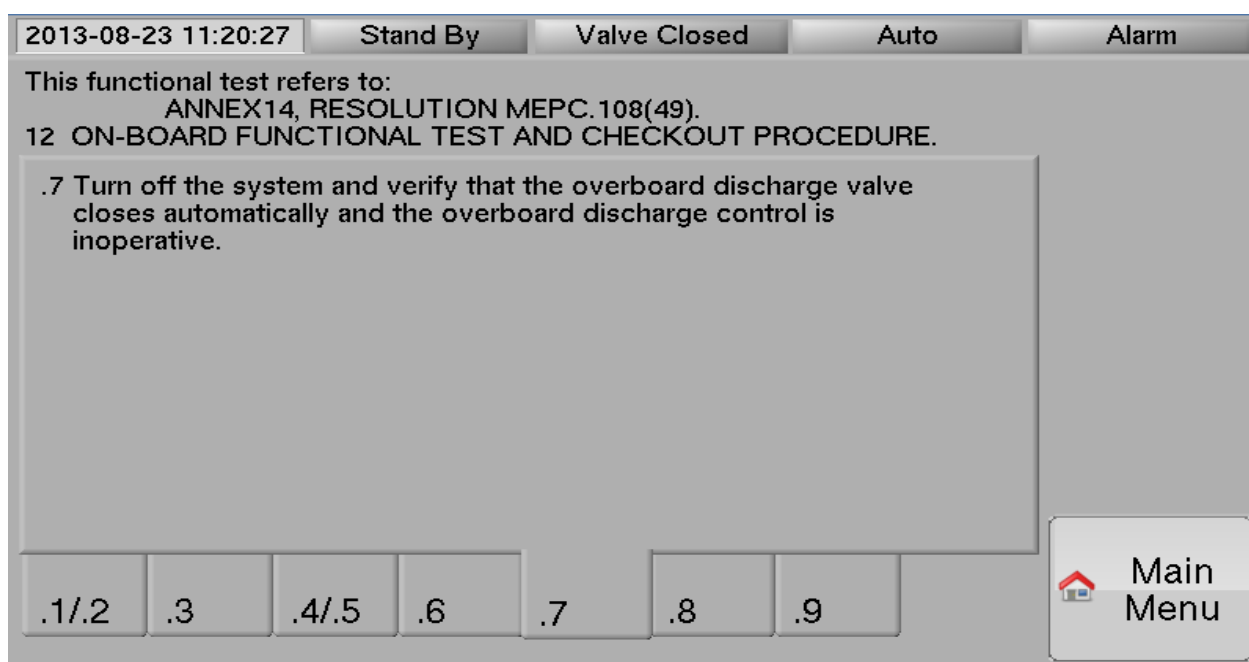 2013-08-23 11:20:27 Stand By Valve Closed Auto Alarm
This functional test refers to:
ANNEX14, RESOLUTION MEPC.108(49).
12 ON-BOARD FUNCTIONAL TEST AND CHECKOUT PROCEDURE.
.7 Turn off the system and verify that the overboard discharge valve
closes automatically and the overboard discharge control is
inoperative.
.1/.2 .3 .4/.5 .6 .7 .8 .9
Main
Menu